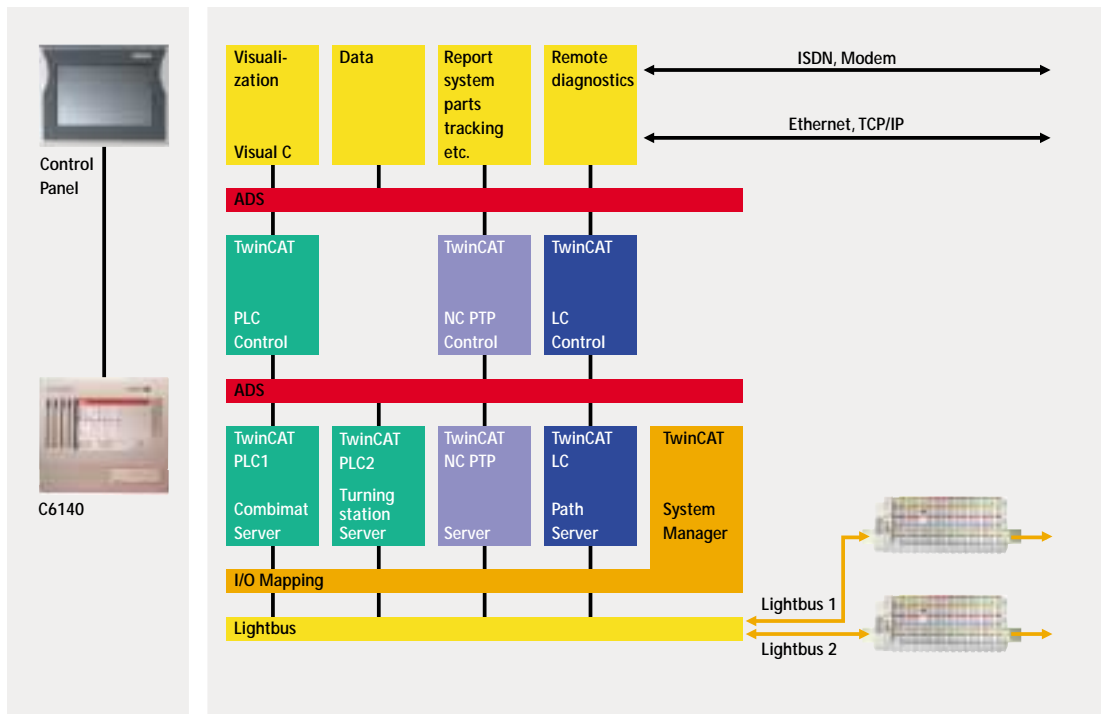 Control
Panel
C6140
Visuali-
zation
Visual C
Data
Report
system
parts
tracking
etc.
Remote
diagnostics
ISDN, Modem
Ethernet, TCP/IP
ADS
TwinCAT
PLC
Control
TwinCAT
NC PTP
Control
TwinCAT
LC
Control
ADS
TwinCAT
PLC1
Combimat
Server
TwinCAT
PLC2
Turning
station
Server
TwinCAT
NC PTP
Server
TwinCAT
LC
Path
Server
TwinCAT
System
Manager
I/O Mapping
Lightbus
Lightbus 1
Lightbus 2